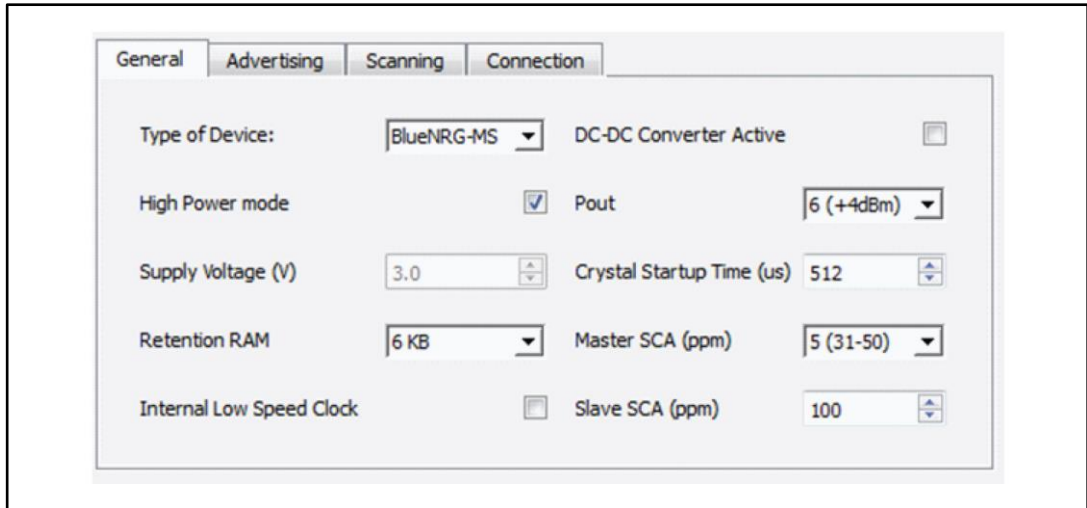 General Advertising Scanning Connection
Type of Device: BlueNRG-MS DC-DC Converter Active
High Power mode Pout 6 (+4dBm)
Supply Voltage (V) 3.0 Crystal Startup Time (us) 512
Retention RAM 6 KB Master SCA (ppm) 5 (31-50)
Internal Low Speed Clock Slave SCA (ppm) 100